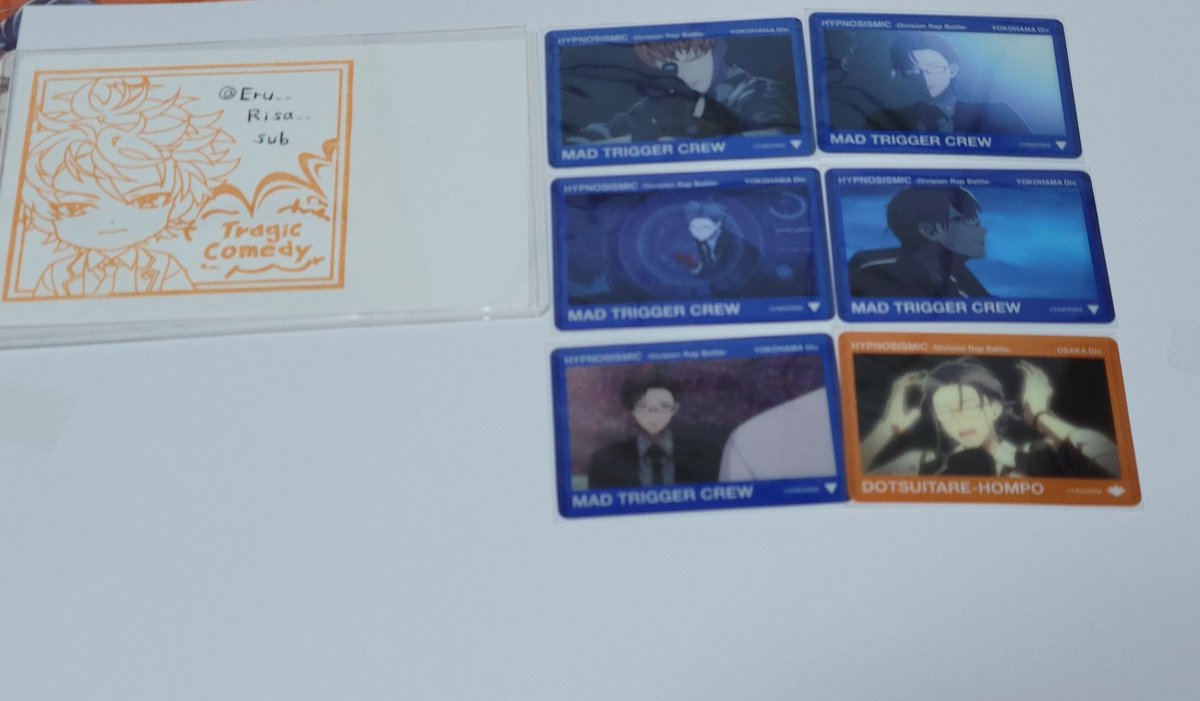 @Eru__
Risa__
sub
Tragic
Comedy
HYPNOSISMIC -Division Rap Battle- YOKOHAMA Div.
MAD TRIGGER CREW
HYPNOSISMIC -Division Rap Battle- YOKOHAMA Div.
MAD TRIGGER CREW
HYPNOSISMIC -Division Rap Battle- YOKOHAMA Div.
MAD TRIGGER CREW
HYPNOSISMIC -Division Rap Battle- YOKOHAMA Div.
MAD TRIGGER CREW
HYPNOSISMIC -Division Rap Battle- YOKOHAMA Div.
MAD TRIGGER CREW
HYPNOSISMIC -Division Rap Battle- OSAKA Div.
DOTSUITARE-HOMPO